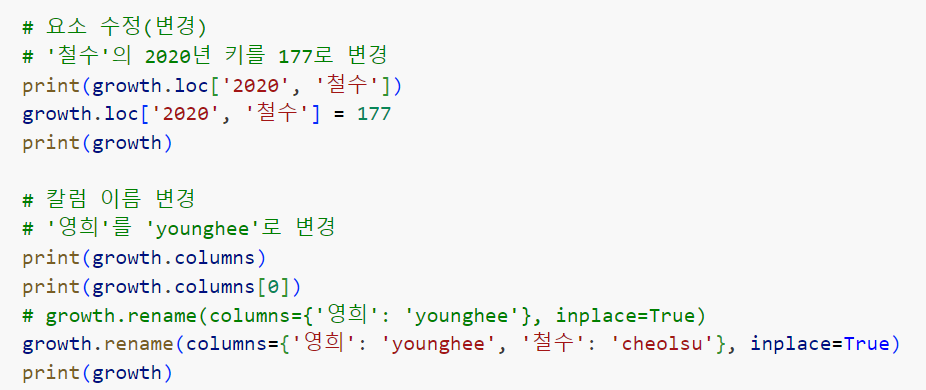 # 요소 수정(변경)
# '철수'의 2020년 키를 177로 변경
print(growth.loc['2020', '철수'])
growth.loc['2020', '철수'] = 177
print(growth)
# 칼럼 이름 변경
# '영희'를 'younghee'로 변경
print(growth.columns)
print(growth.columns[0])
# growth.rename(columns={'영희': 'younghee'}, inplace=True)
growth.rename(columns={'영희': 'younghee', '철수': 'cheolsu'}, inplace=True)
print(growth)